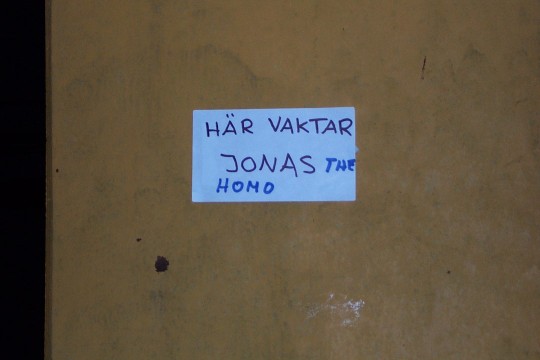 HÄR VAKTAR
JONAS THE
HOMO